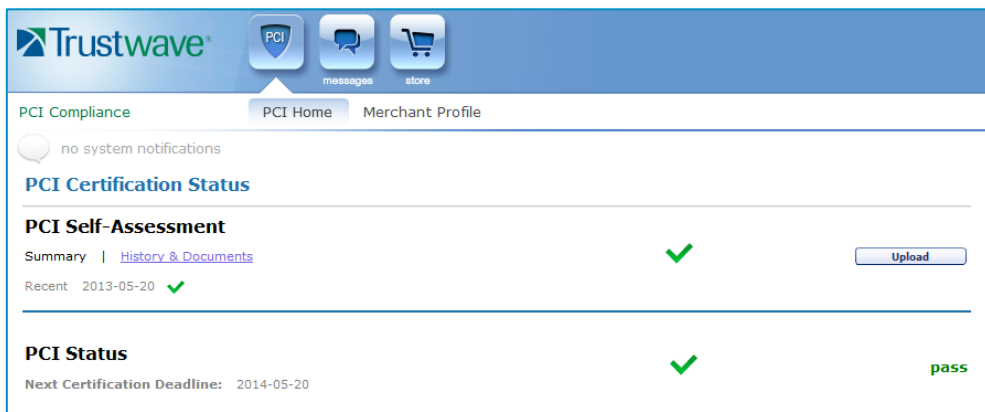 Trustwave®
PCI
messages
store
PCI Compliance
PCI Home
Merchant Profile
no system notifications
PCI Certification Status
PCI Self-Assessment
Summary | History & Documents
Upload
Recent 2013-05-20
PCI Status
pass
Next Certification Deadline: 2014-05-20